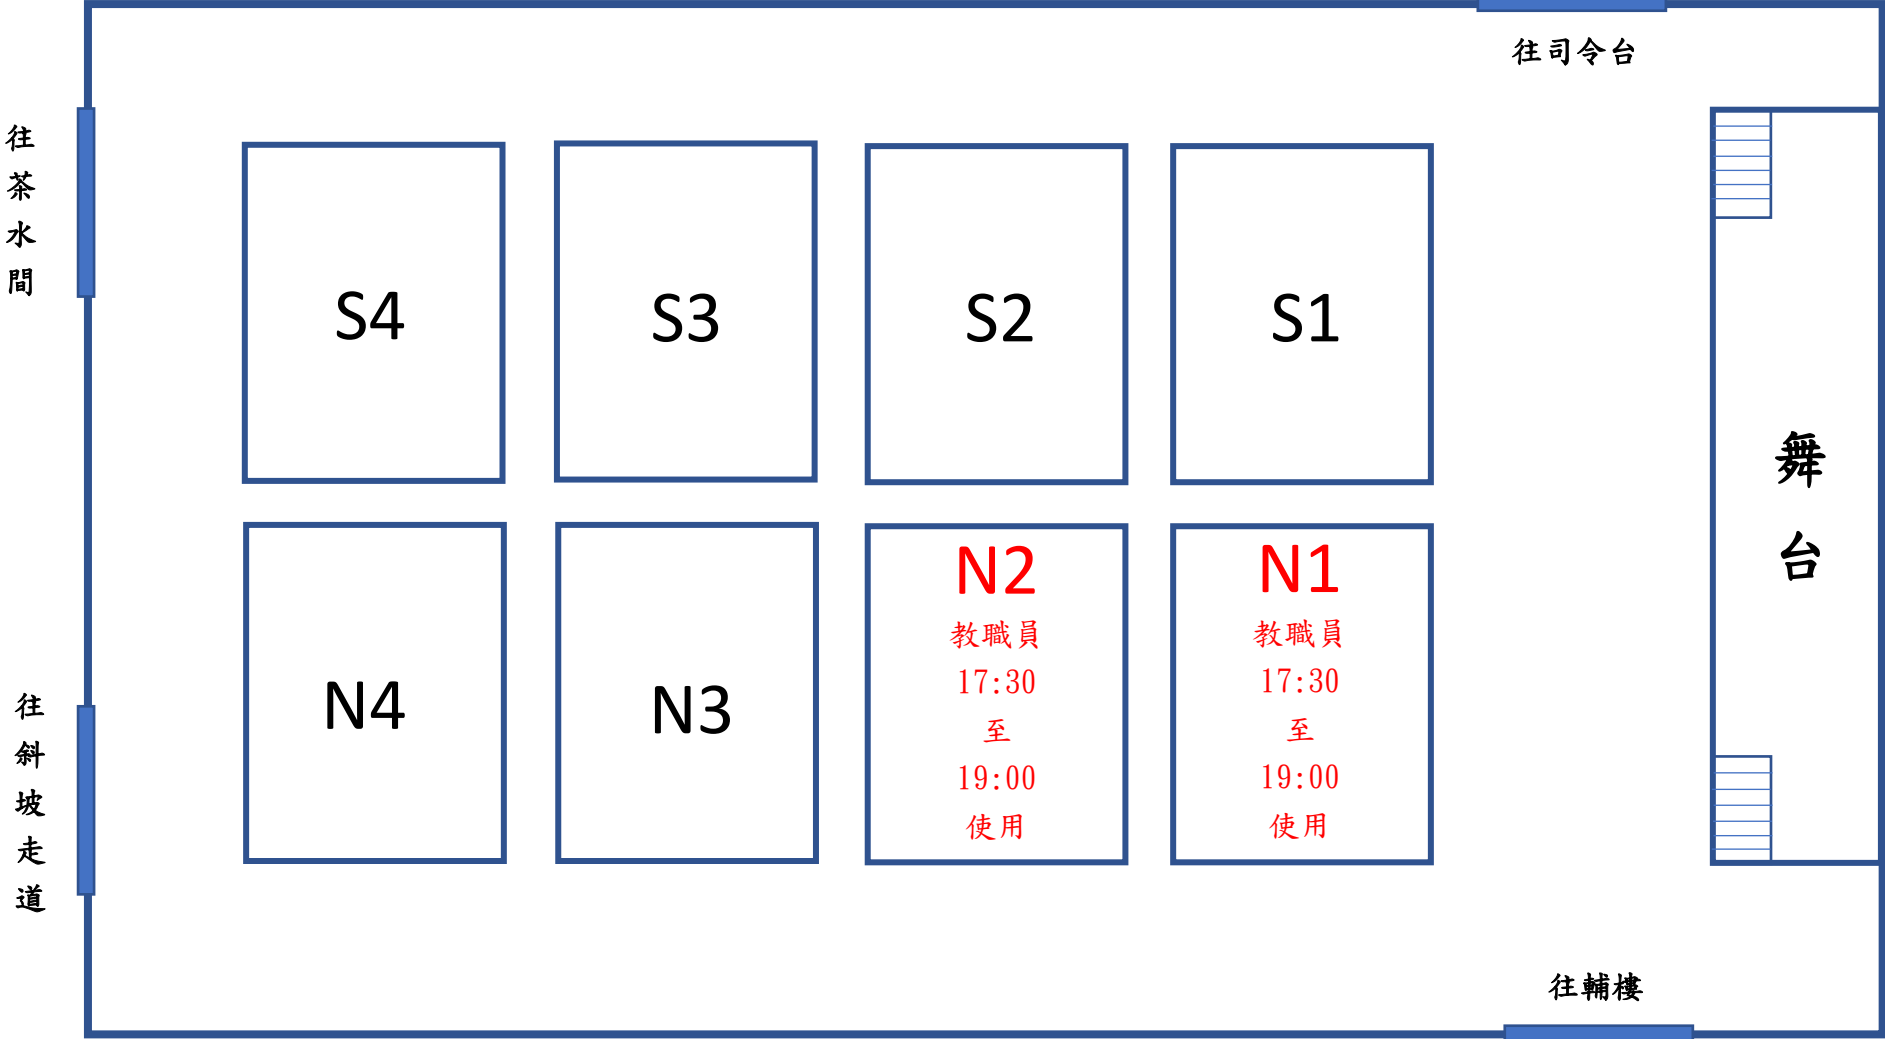 往司令台
往茶水間
S4
S3
S2
S1
舞台
N4
N3
N2
教職員
17:30
至
19:00
使用
N1
教職員
17:30
至
19:00
使用
往斜坡走道
往輔樓